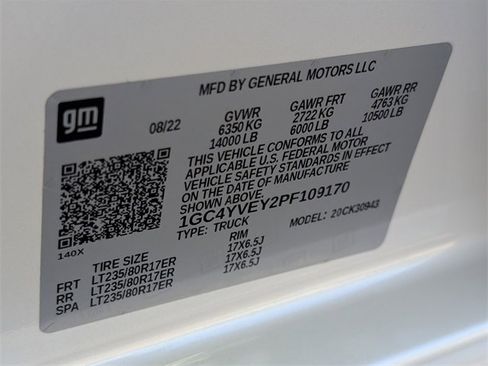 gm
MFD BY GENERAL MOTORS LLC
08/22
GVWR GAWR FRT GAWR RR
6350 KG 2722 KG 4763 KG
14000 LB 6000 LB 10500 LB
THIS VEHICLE CONFORMS TO ALL
APPLICABLE U.S. FEDERAL MOTOR
VEHICLE SAFETY STANDARDS IN EFFECT
ON THE DATE OF MANUFACTURE
SHOWN ABOVE.
1GC4YVEY2PF109170
TYPE: TRUCK MODEL: 20CK30943
140X
TIRE SIZE RIM
FRT LT235/80R17ER 17X6.5J
RR LT235/80R17ER 17X6.5J
SPA LT235/80R17ER 17X6.5J